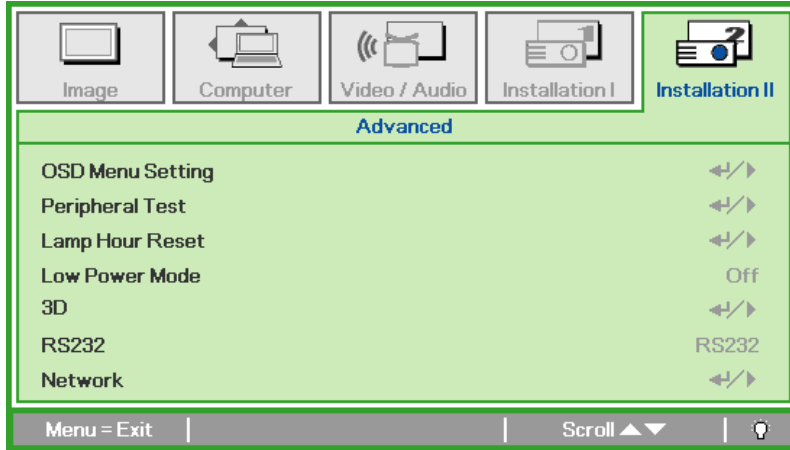 Image Computer Video / Audio Installation I Installation II
Advanced
OSD Menu Setting
Peripheral Test
Lamp Hour Reset
Low Power Mode Off
3D
RS232 RS232
Network
Menu = Exit Scroll ▲▼